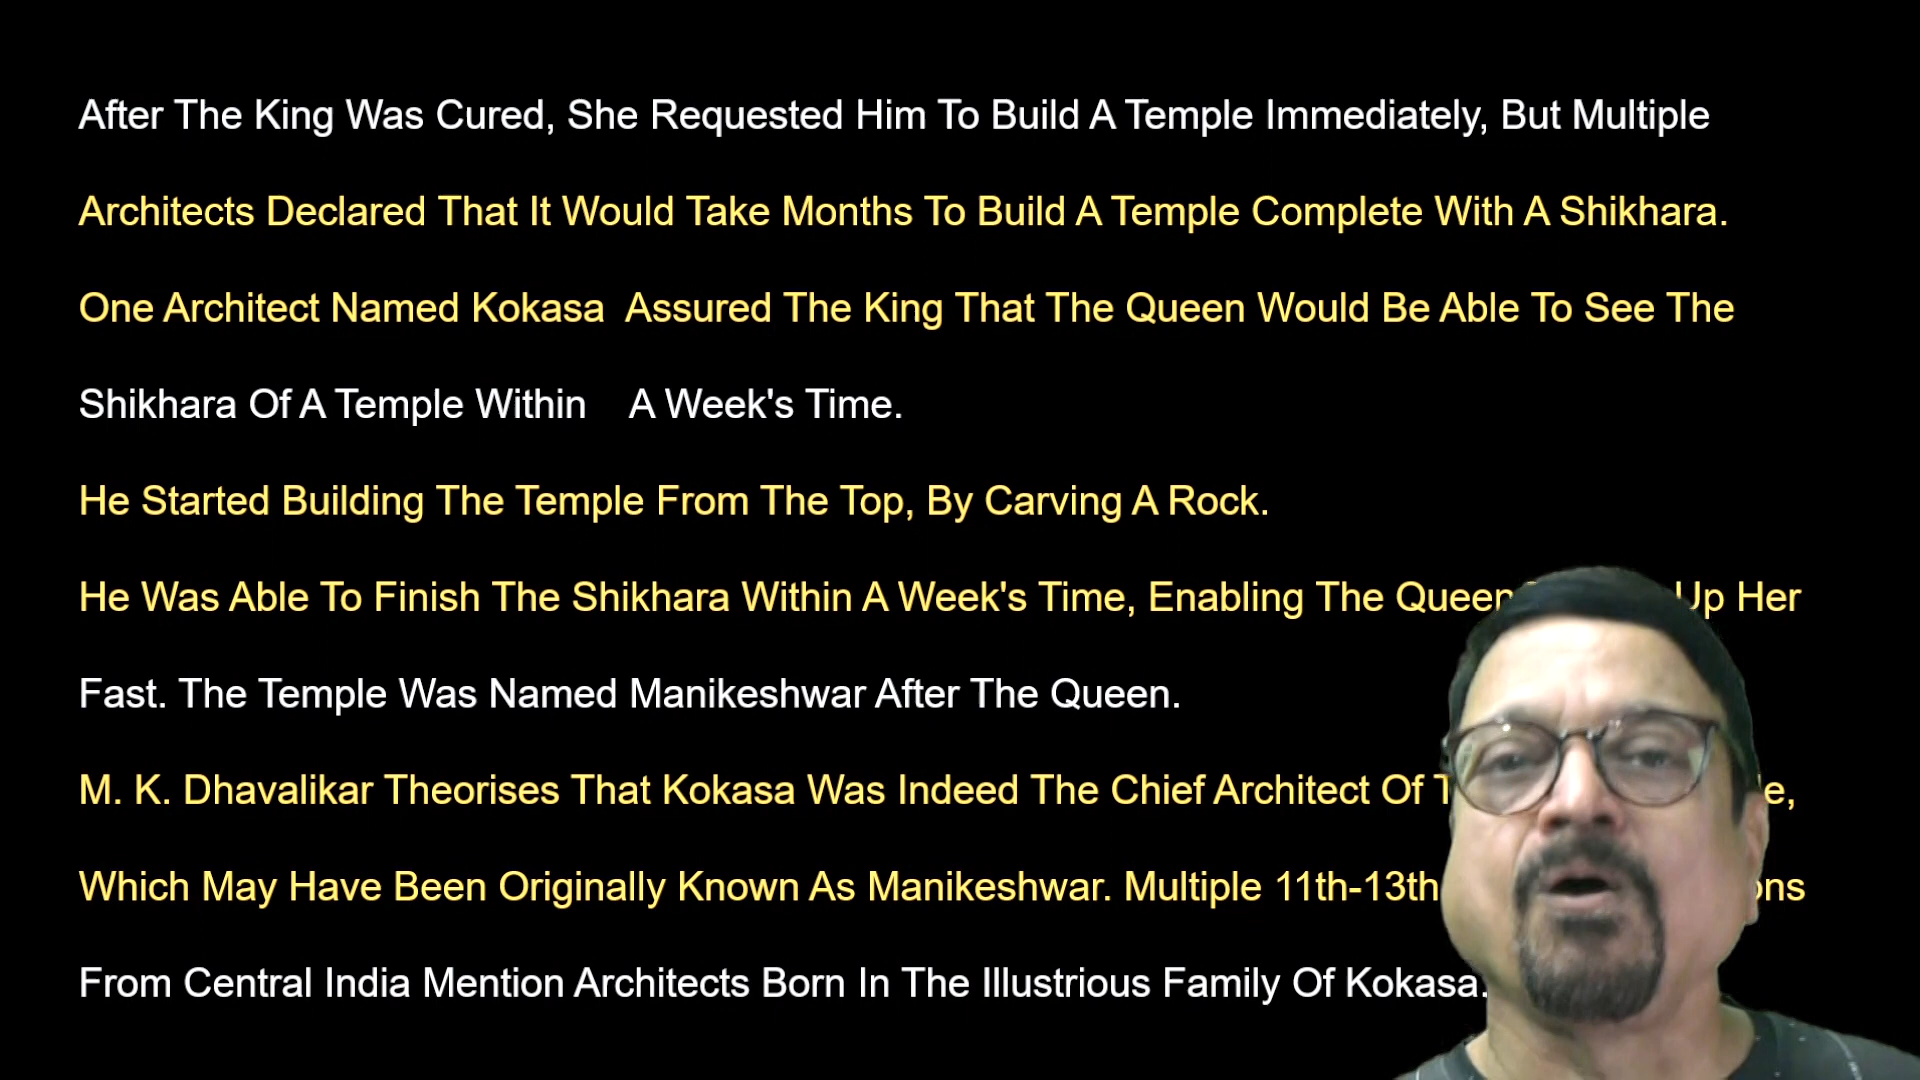 After The King Was Cured, She Requested Him To Build A Temple Immediately, But Multiple
Architects Declared That It Would Take Months To Build A Temple Complete With A Shikhara.
One Architect Named Kokasa Assured The King That The Queen Would Be Able To See The
Shikhara Of A Temple Within A Week's Time.
He Started Building The Temple From The Top, By Carving A Rock.
He Was Able To Finish The Shikhara Within A Week's Time, Enabling The Queen Up Her
Fast. The Temple Was Named Manikeshwar After The Queen.
M. K. Dhavalikar Theorises That Kokasa Was Indeed The Chief Architect Of
Which May Have Been Originally Known As Manikeshwar. Multiple 11th-13th
From Central India Mention Architects Born In The Illustrious Family Of Kokasa.